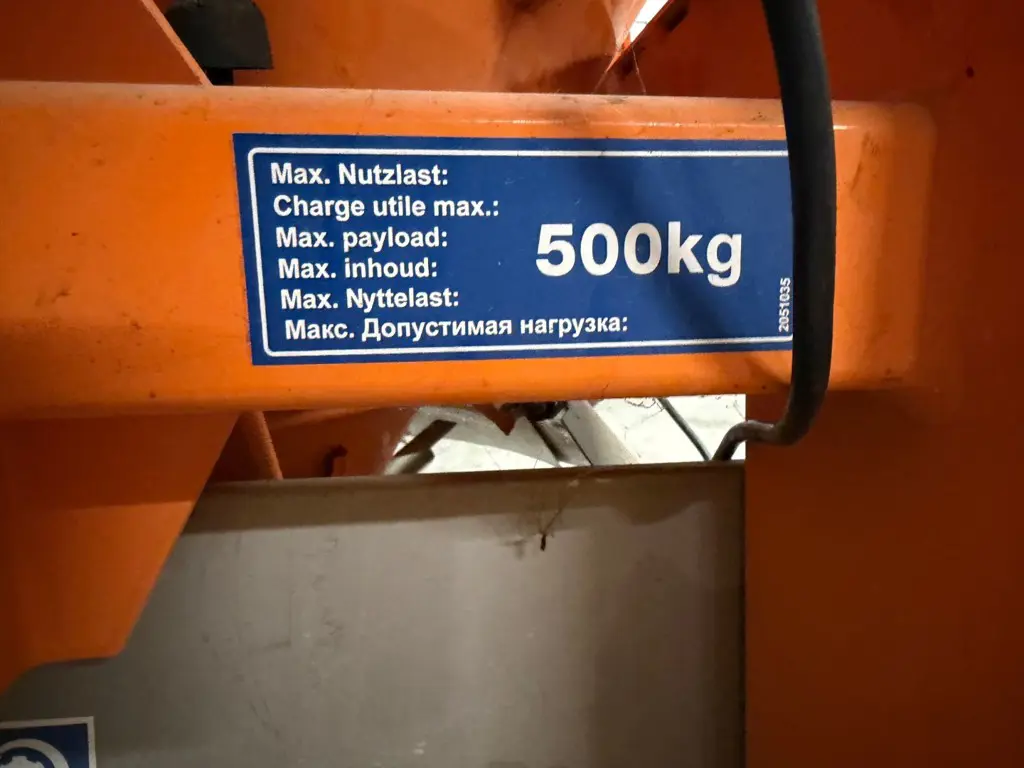 Max. Nutzlast:
Charge utile max.:
Max. payload:
Max. inhoud:
Max. Nyttelast:
Макс. Допустимая нагрузка:
500kg
2051035